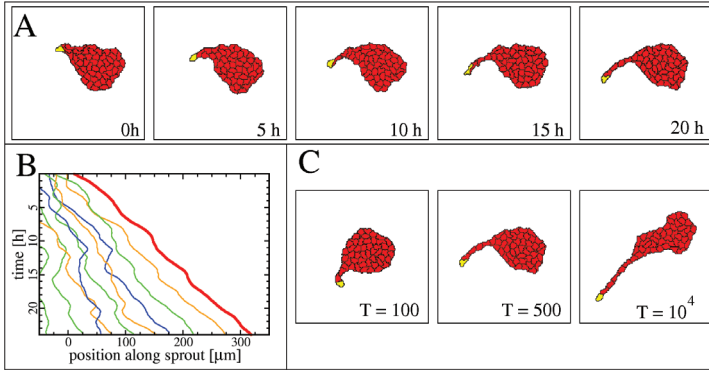 A
0h
5 h
10 h
15 h
20 h
B
time [h]
5
10
15
20
0
100
200
300
position along sprout [μm]
C
T = 100
T = 500
T = 10⁴